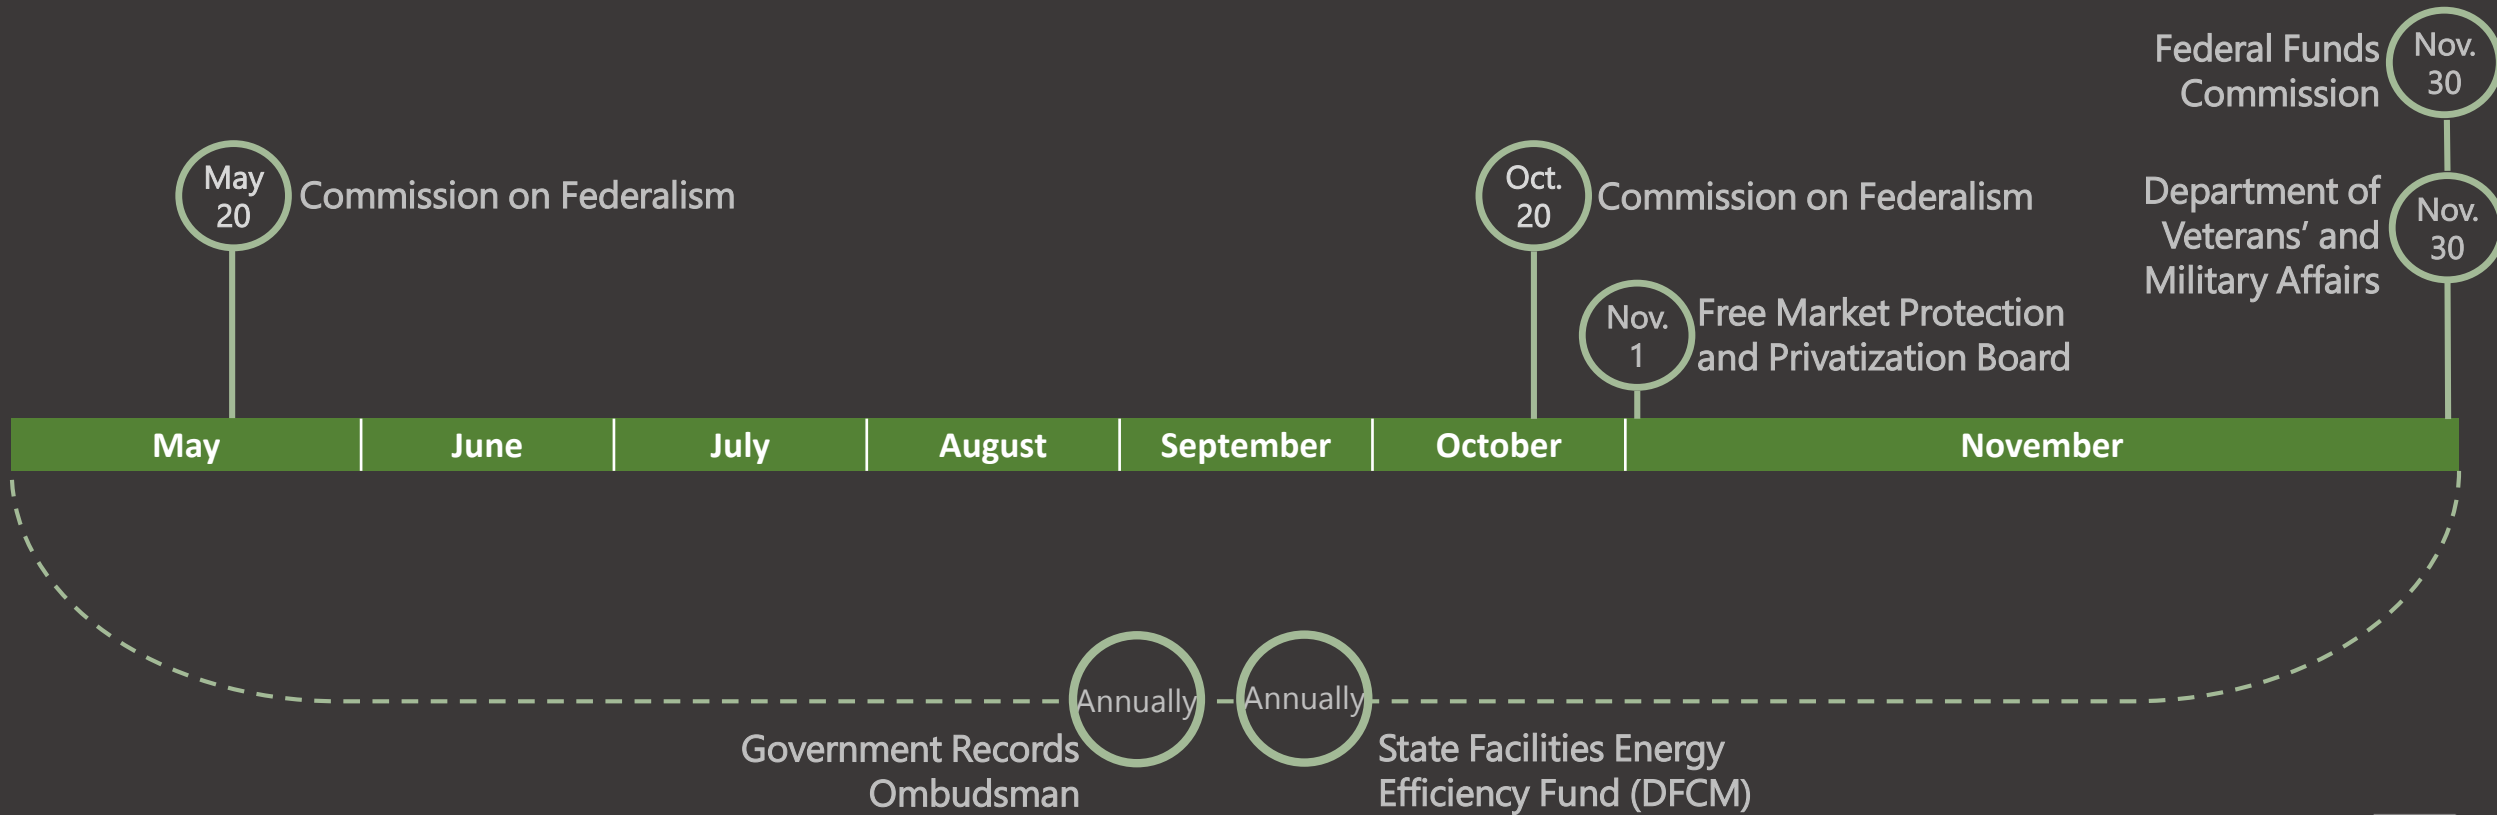 Federal Funds
Commission
Nov.
30
May
20
Commission on Federalism
Oct.
20
Commission on Federalism
Department of
Veterans’ and
Military Affairs
Nov.
30
Nov.
1
Free Market Protection
and Privatization Board
May June July August September October November
Annually
Annually
Government Records
Ombudsman
State Facilities Energy
Efficiency Fund (DFCM)